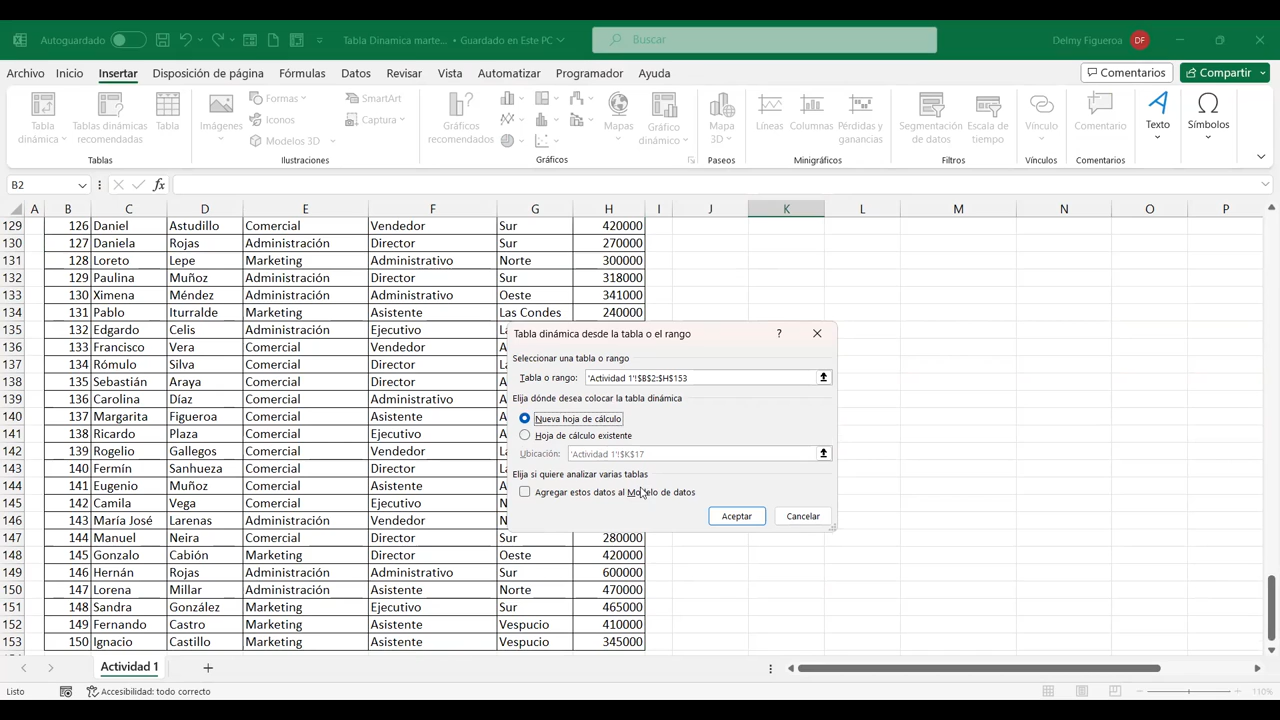 Autoguardado
Tabla Dinamica marte... • Guardado en Este PC
Buscar
Delmy Figueroa DF
Archivo Inicio Insertar Disposición de página Fórmulas Datos Revisar Vista Automatizar Programador Ayuda
Comentarios Compartir
Tabla dinámica
Tablas dinámicas recomendadas
Tabla
Imágenes
Formas
Iconos
Modelos 3D
SmartArt
Captura
Gráficos recomendados
Mapas
Gráfico dinámico
Mapa 3D
Líneas
Columnas
Pérdidas y ganancias
Segmentación de datos
Escala de tiempo
Vínculo
Comentario
Texto
Símbolos
Tablas Ilustraciones Gráficos Paseos Minigráficos Filtros Vínculos Comentarios
B2 fx
A B C D E F G H I J K L M N O P
129 126 Daniel Astudillo Comercial Vendedor Sur 420000
130 127 Daniela Rojas Administración Director Sur 270000
131 128 Loreto Lepe Marketing Administrativo Norte 300000
132 129 Paulina Muñoz Administración Director Sur 318000
133 130 Ximena Méndez Administración Administrativo Oeste 341000
134 131 Pablo Iturralde Marketing Asistente Las Condes 240000
135 132 Edgardo Celis Administración Ejecutivo
136 133 Francisco Vera Comercial Vendedor
137 134 Rómulo Silva Comercial Director
138 135 Sebastián Araya Comercial Director
139 136 Carolina Díaz Comercial Administrativo
140 137 Margarita Figueroa Comercial Asistente
141 138 Ricardo Plaza Comercial Ejecutivo
142 139 Rogelio Gallegos Comercial Vendedor
143 140 Fermín Sanhueza Comercial Director
144 141 Eugenio Muñoz Comercial Asistente
145 142 Camila Vega Comercial Ejecutivo
146 143 María José Larenas Administración Vendedor
147 144 Manuel Neira Comercial Director Sur 280000
148 145 Gonzalo Cabión Marketing Director Oeste 420000
149 146 Hernán Rojas Administración Administrativo Sur 600000
150 147 Lorena Millar Administración Asistente Norte 470000
151 148 Sandra González Marketing Ejecutivo Sur 465000
152 149 Fernando Castro Marketing Asistente Vespucio 410000
153 150 Ignacio Castillo Marketing Asistente Vespucio 345000
Tabla dinámica desde la tabla o el rango ?
Seleccionar una tabla o rango
Tabla o rango: 'Actividad 1'!$B$2:$H$153
Elija dónde desea colocar la tabla dinámica
Nueva hoja de cálculo
Hoja de cálculo existente
Ubicación: 'Actividad 1'!$K$17
Elija si quiere analizar varias tablas
Agregar estos datos al Modelo de datos
Aceptar Cancelar
Actividad 1
Listo Accesibilidad: todo correcto 110%